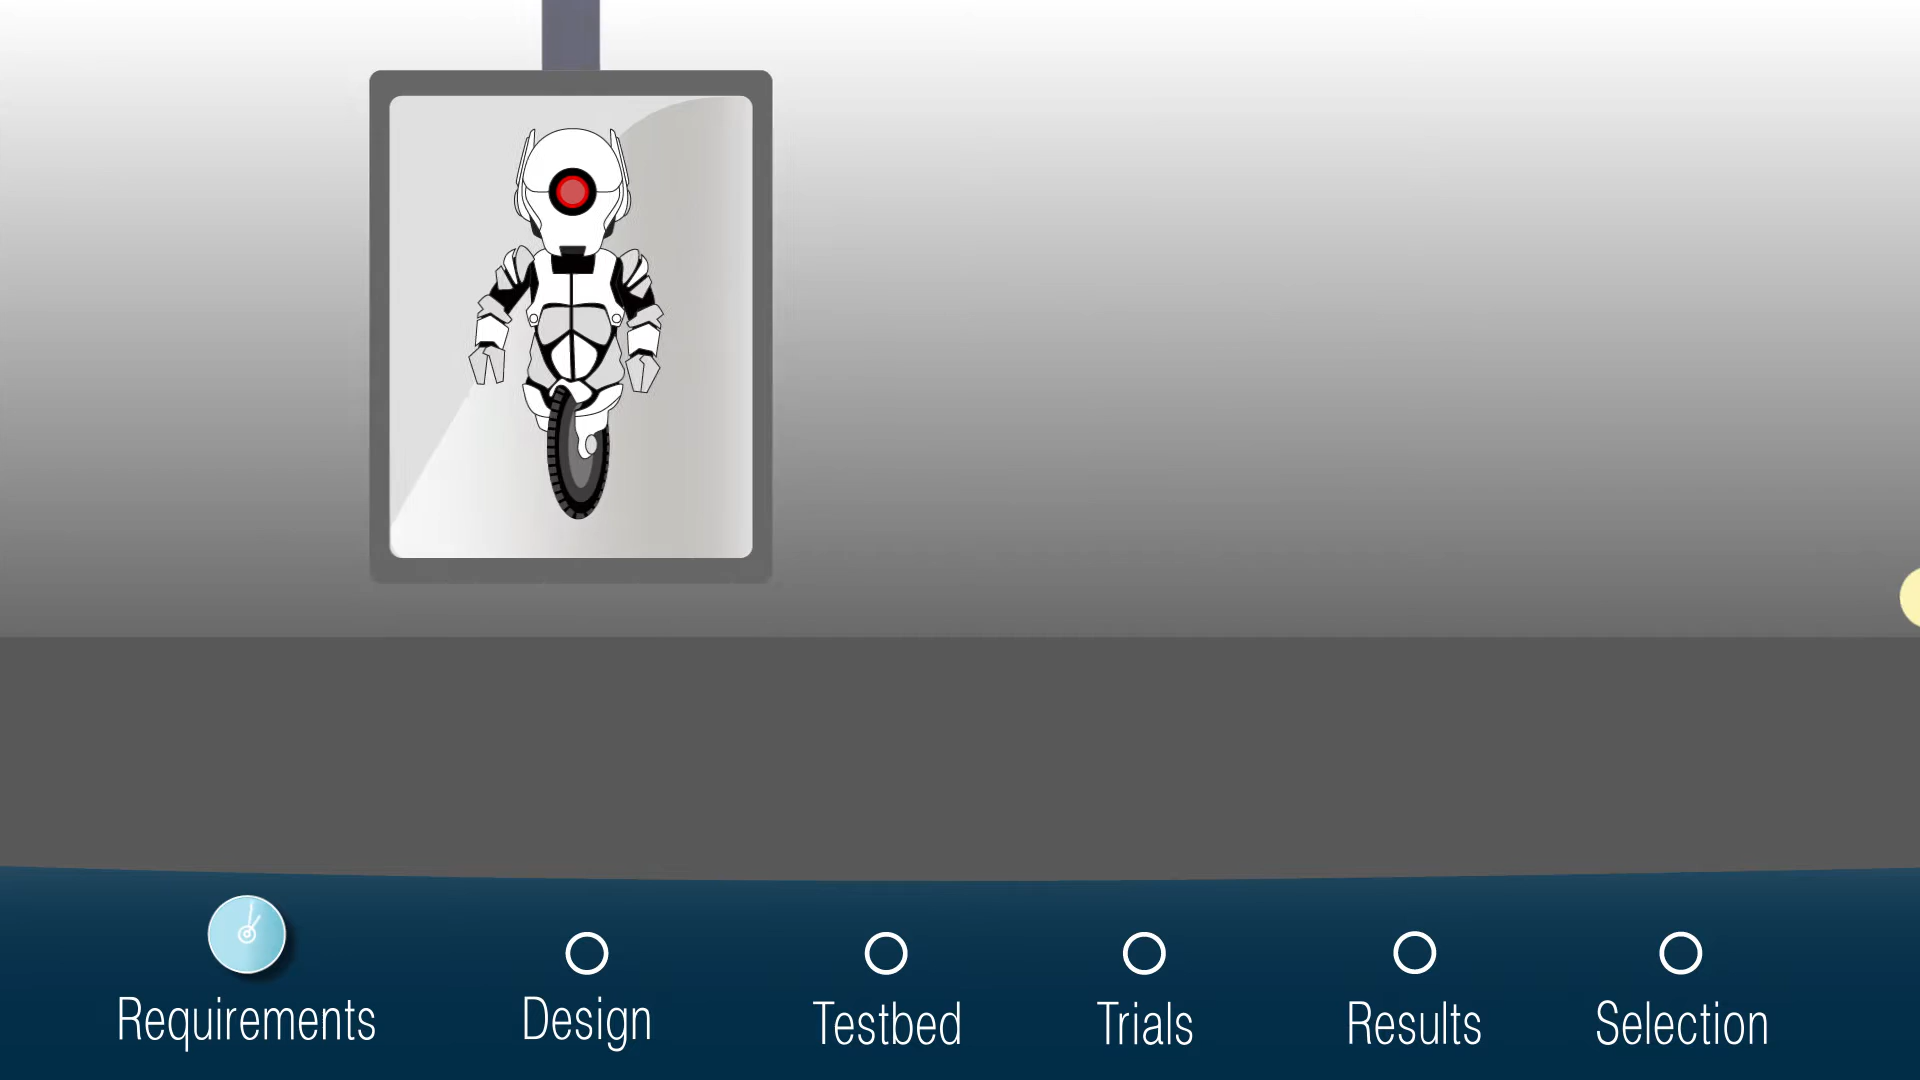 Requirements
Design
Testbed
Trials
Results
Selection